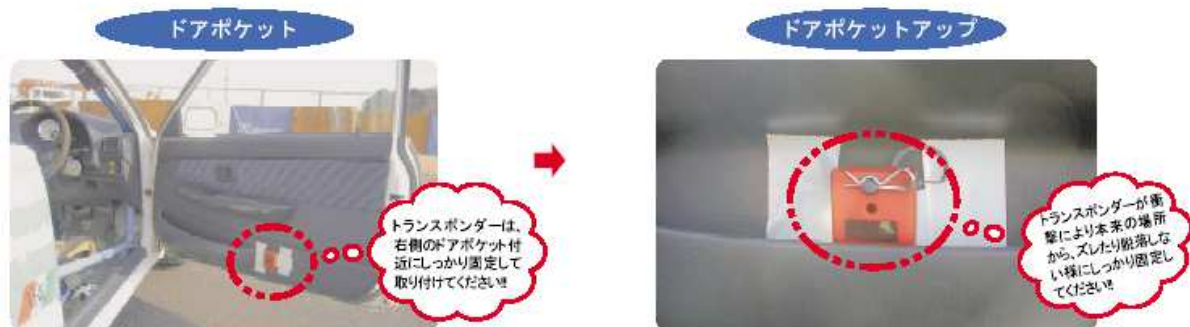 ドアポケット
ドアポケットアップ
トランスポンダーは、
右側のドアポケット付
近にしっかり固定して
取り付けてください!!
トランスポンダーが衝
撃により本来の場所
から、ズレたり脱落しな
い様にしっかり固定し
てください!!